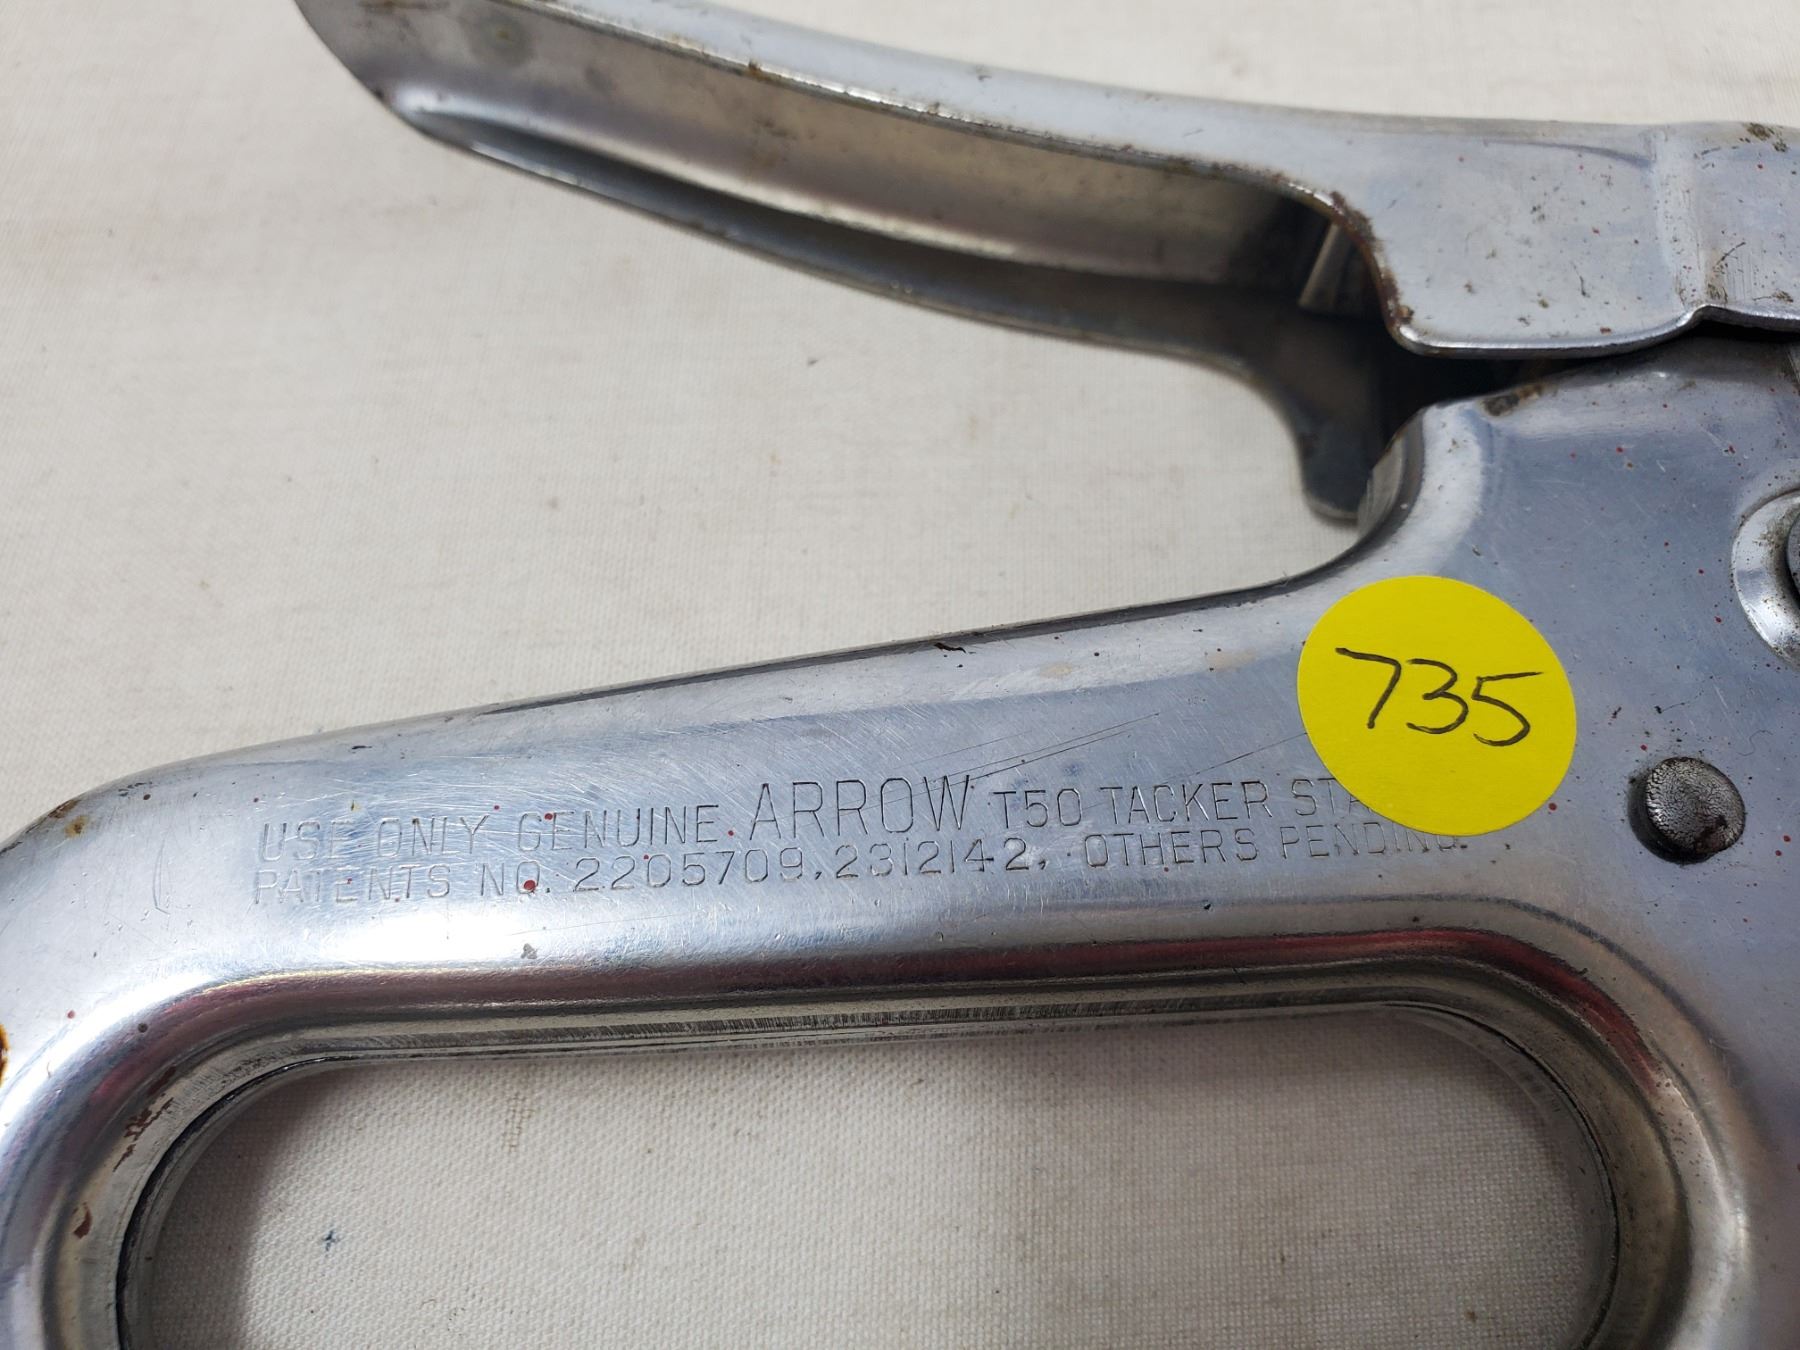 735
USE ONLY GENUINE ARROW T50 TACKER
PATENTS NO. 2205709, 2312142, OTHERS PENDING.